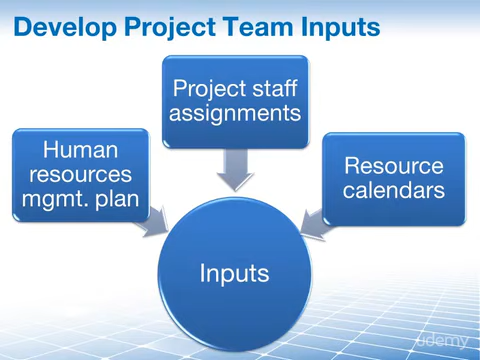 Develop Project Team Inputs
Project staff
assignments
Human
resources
mgmt. plan
Resource
calendars
Inputs
udemy